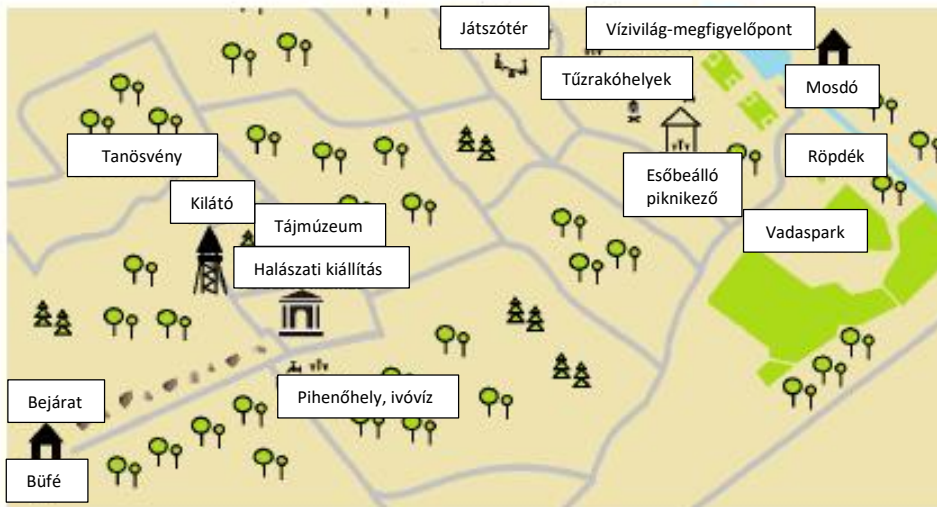 Játszótér
Vízivilág-megfigyelőpont
Tűzrakóhelyek
Mosdó
Tanösvény
Esőbeálló
piknikező
Röpdék
Kilátó
Tájmúzeum
Vadaspark
Halászati kiállítás
Pihenőhely, ivóvíz
Bejárat
Büfé